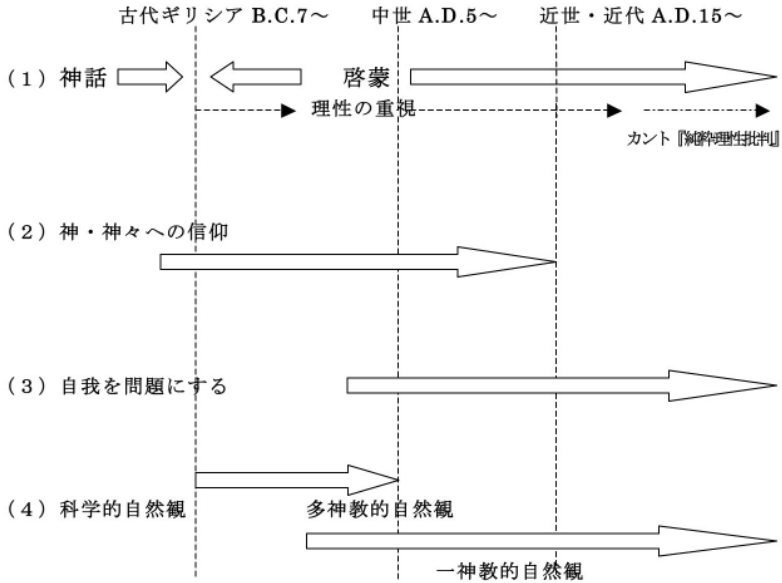 古代ギリシア B.C.7～ 中世 A.D.5～ 近世・近代 A.D.15～
（１）神話 啓蒙
理性の重視
カント『純粋理性批判』
（２）神・神々への信仰
（３）自我を問題にする
（４）科学的自然観 多神教的自然観
一神教的自然観